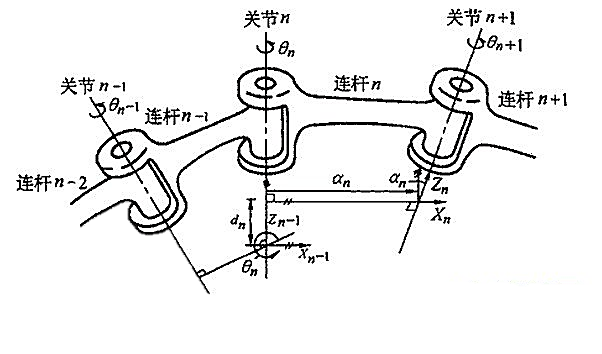 关节n
关节n+1
θn
θn+1
关节n-1
θn-1
连杆n-1
连杆n
连杆n+1
连杆n-2
αn
αn
Zn
dn
Zn-1
Xn
θn
Xn-1